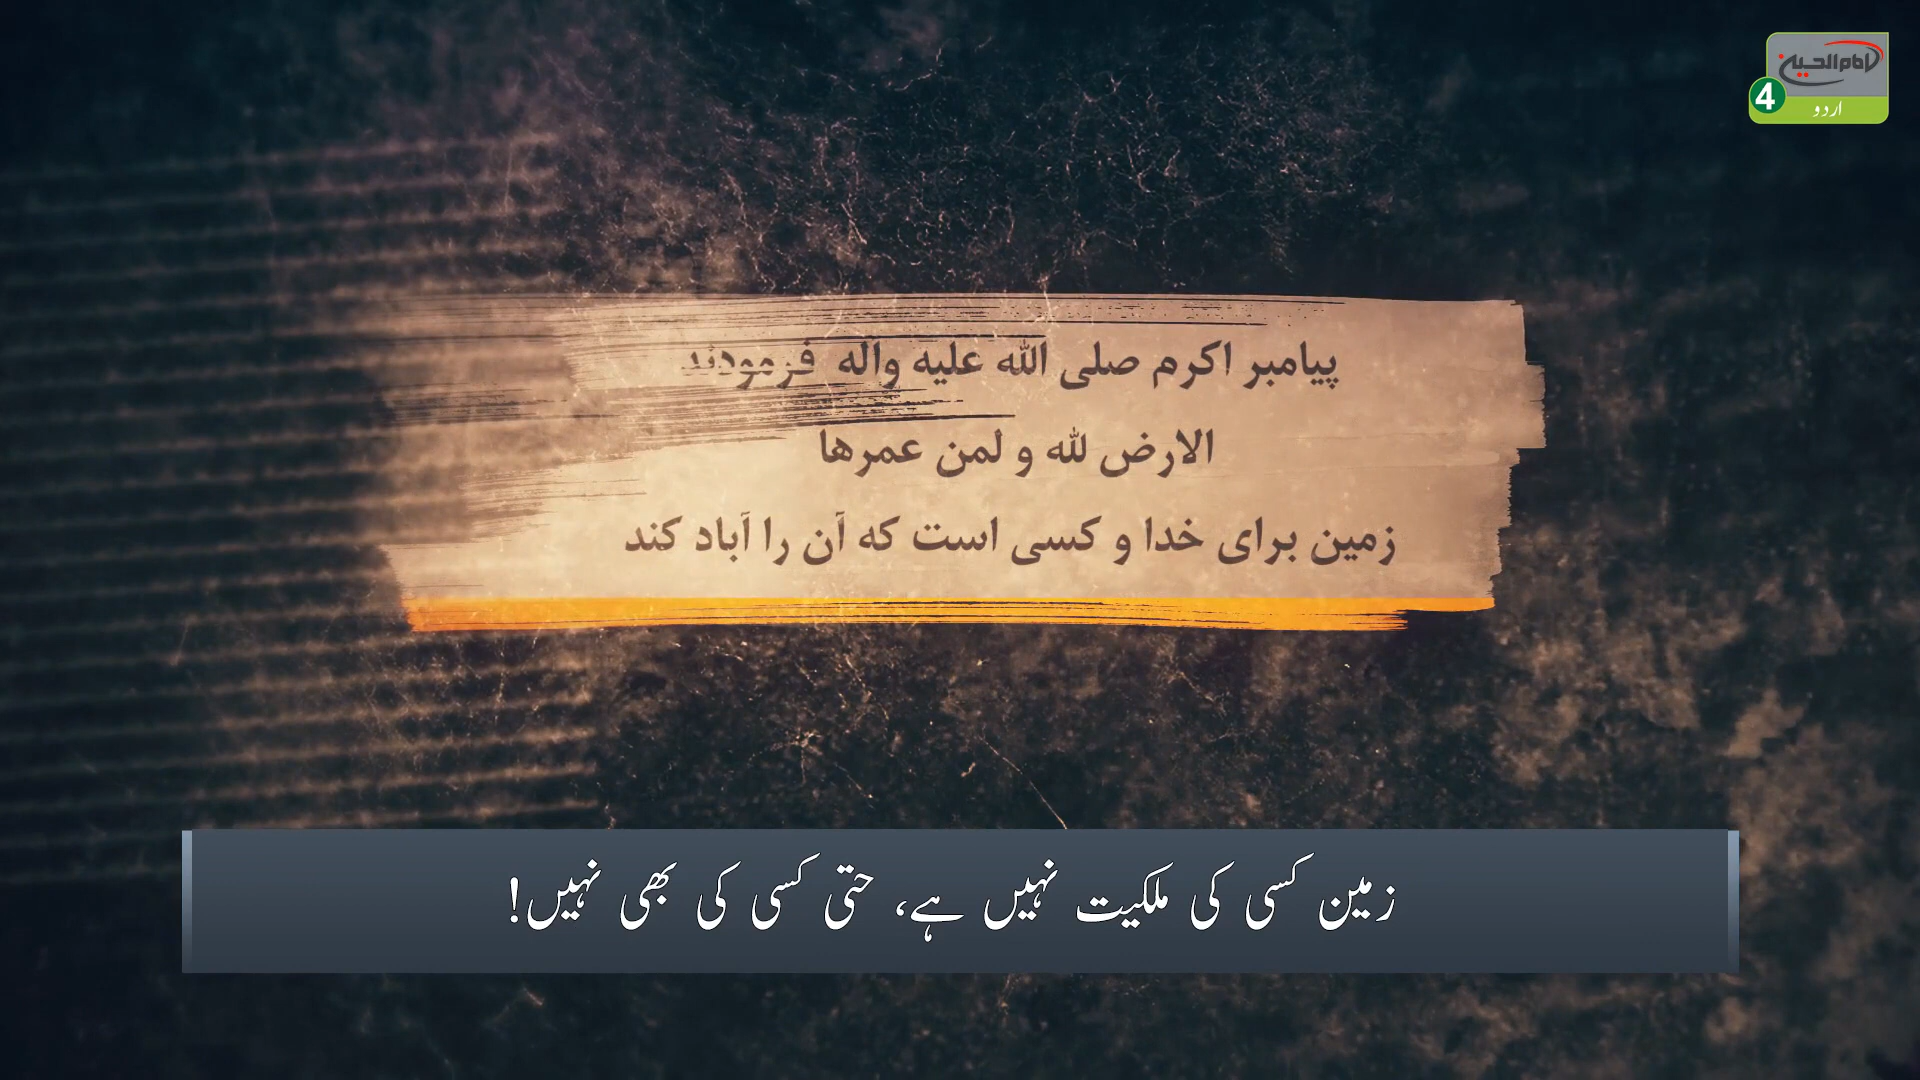 امام الحسین
4
اردو
پیامبر اکرم صلی الله علیه واله فرمودند
الارض لله و لمن عمرها
زمین برای خدا و کسی است که آن را آباد کند
زمین کسی کی ملکیت نہیں ہے، حتیٰ کسی کی بھی نہیں!